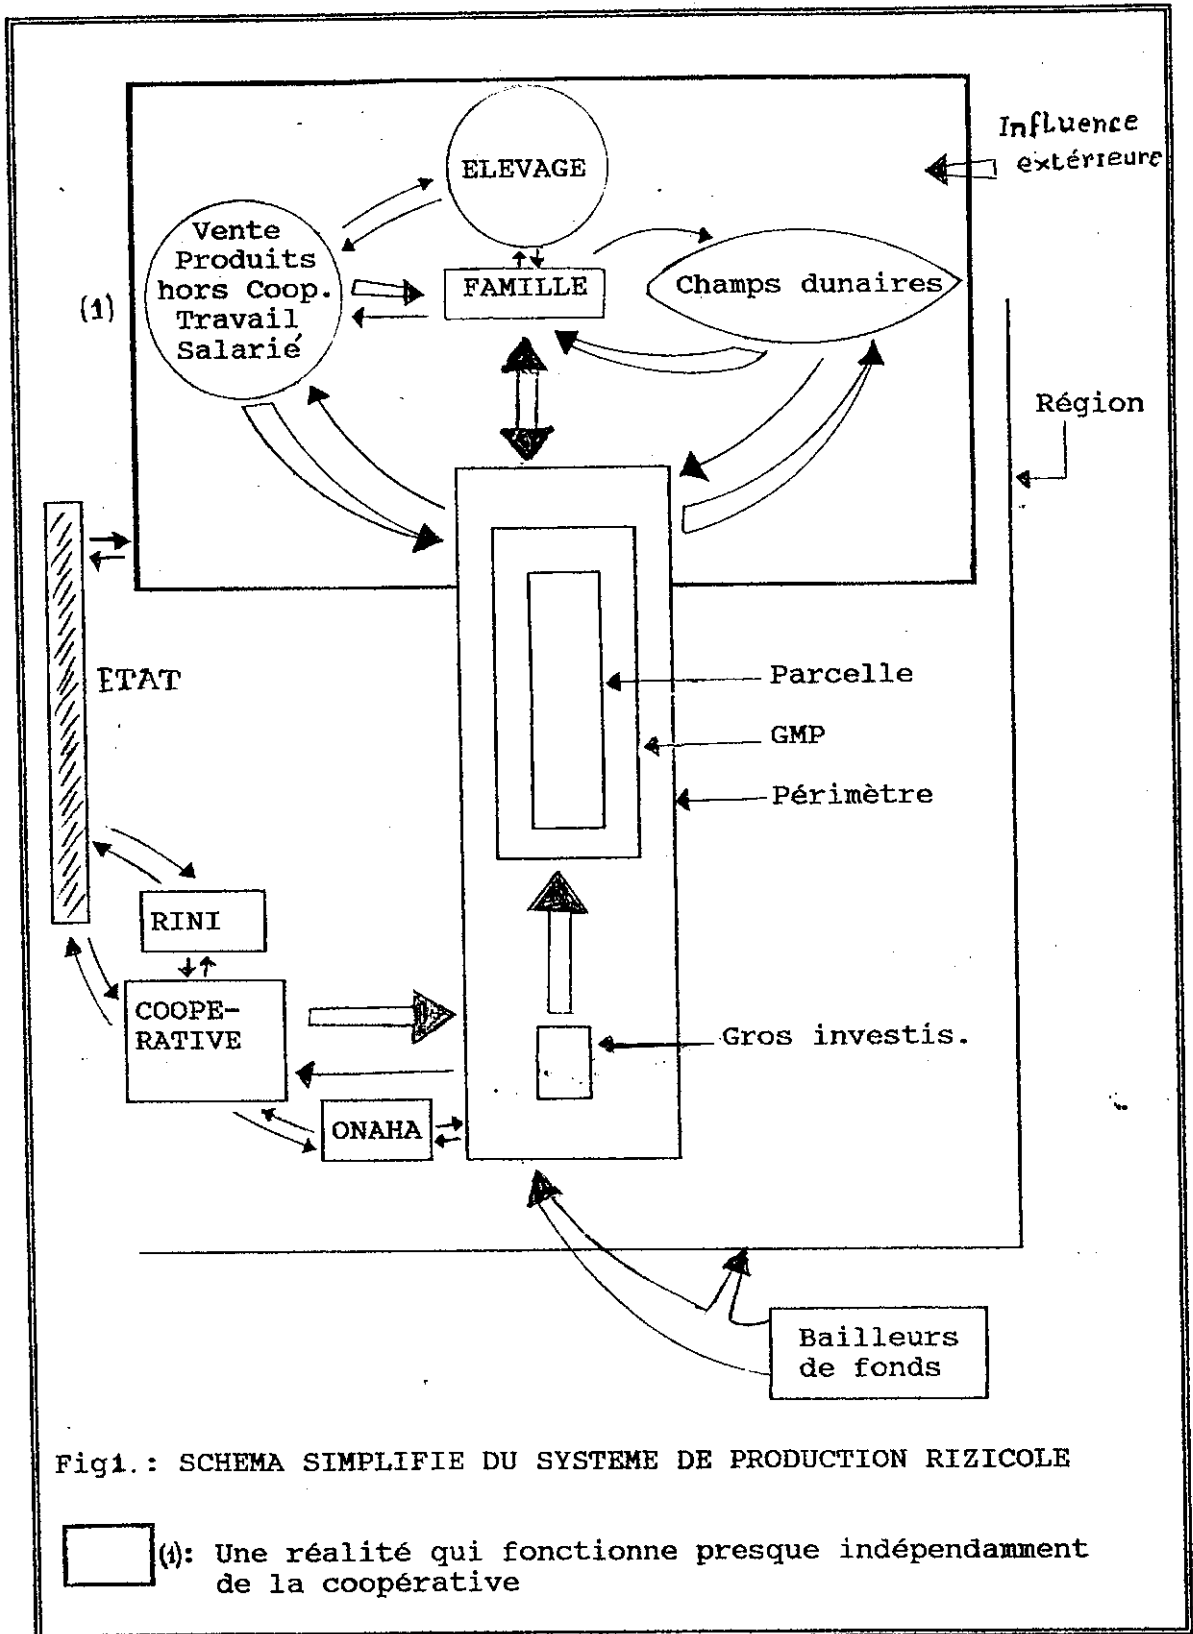 Influence
extérieure
ELEVAGE
Vente
Produits
hors Coop.
Travail
Salarié
(1)
FAMILLE
Champs dunaires
Région
ETAT
Parcelle
GMP
Périmètre
RINI
COOPE-
RATIVE
Gros investis.
ONAHA
Bailleurs
de fonds
Fig1.: SCHEMA SIMPLIFIE DU SYSTEME DE PRODUCTION RIZICOLE
(1): Une réalité qui fonctionne presque indépendamment
de la coopérative